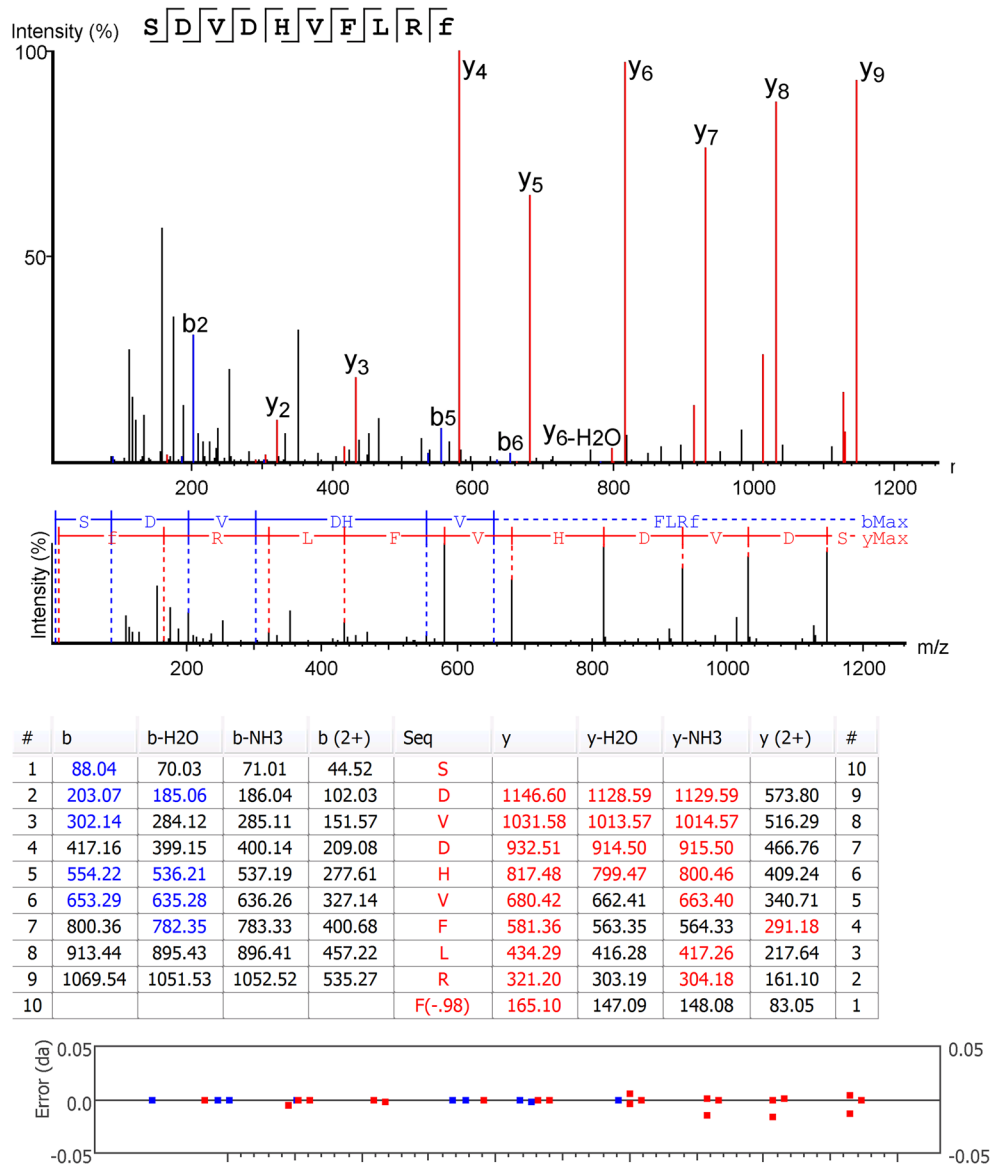 Intensity (%) S D V D H V F L R f
100
y4
y6
y9
y8
y7
y5
50
b2
y3
y2
b5
b6
y6-H2O
200 400 600 800 1000 1200
r
S D V DH V FLRf bMax
f R L F V H D V D S yMax
Intensity (%)
m/z
200 400 600 800 1000 1200
# b b-H2O b-NH3 b (2+) Seq y y-H2O y-NH3 y (2+) #
1 88.04 70.03 71.01 44.52 S 10
2 203.07 185.06 186.04 102.03 D 1146.60 1128.59 1129.59 573.80 9
3 302.14 284.12 285.11 151.57 V 1031.58 1013.57 1014.57 516.29 8
4 417.16 399.15 400.14 209.08 D 932.51 914.50 915.50 466.76 7
5 554.22 536.21 537.19 277.61 H 817.48 799.47 800.46 409.24 6
6 653.29 635.28 636.26 327.14 V 680.42 662.41 663.40 340.71 5
7 800.36 782.35 783.33 400.68 F 581.36 563.35 564.33 291.18 4
8 913.44 895.43 896.41 457.22 L 434.29 416.28 417.26 217.64 3
9 1069.54 1051.53 1052.52 535.27 R 321.20 303.19 304.18 161.10 2
10 F(-.98) 165.10 147.09 148.08 83.05 1
Error (da)
0.05 0.05
0.0
-0.05 -0.05